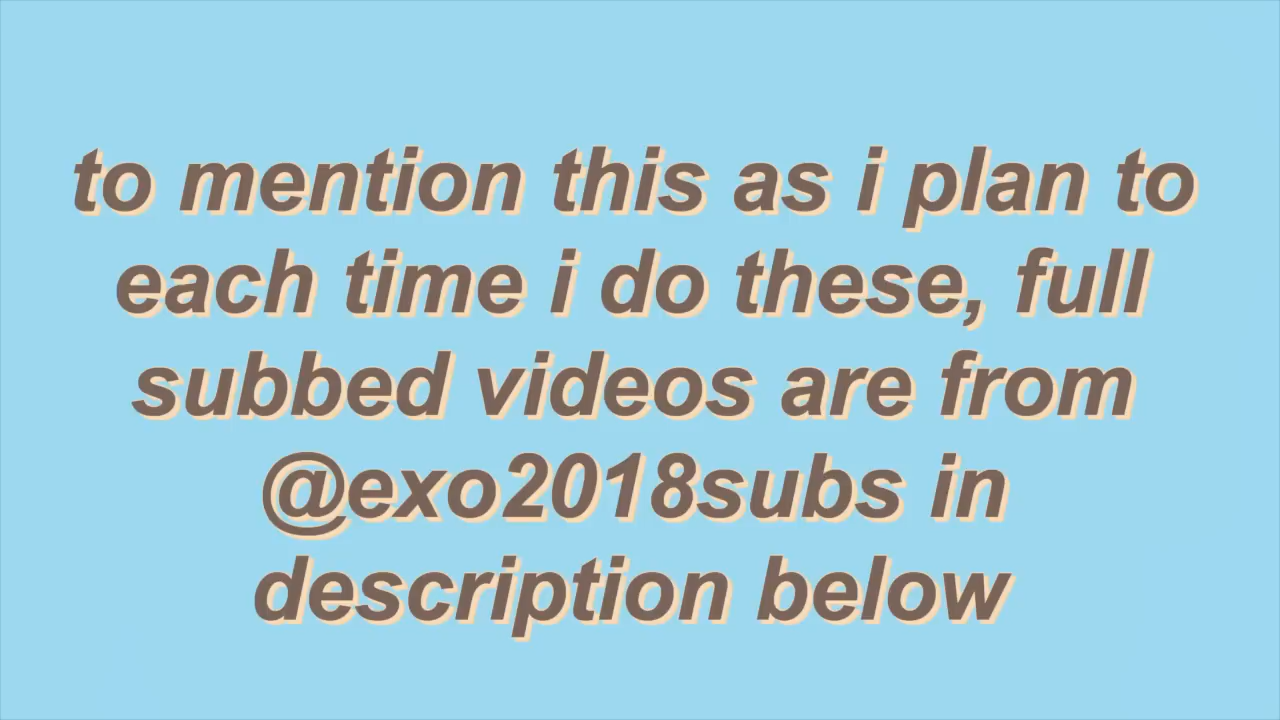 to mention this as i plan to
each time i do these, full
subbed videos are from
@exo2018subs in
description below